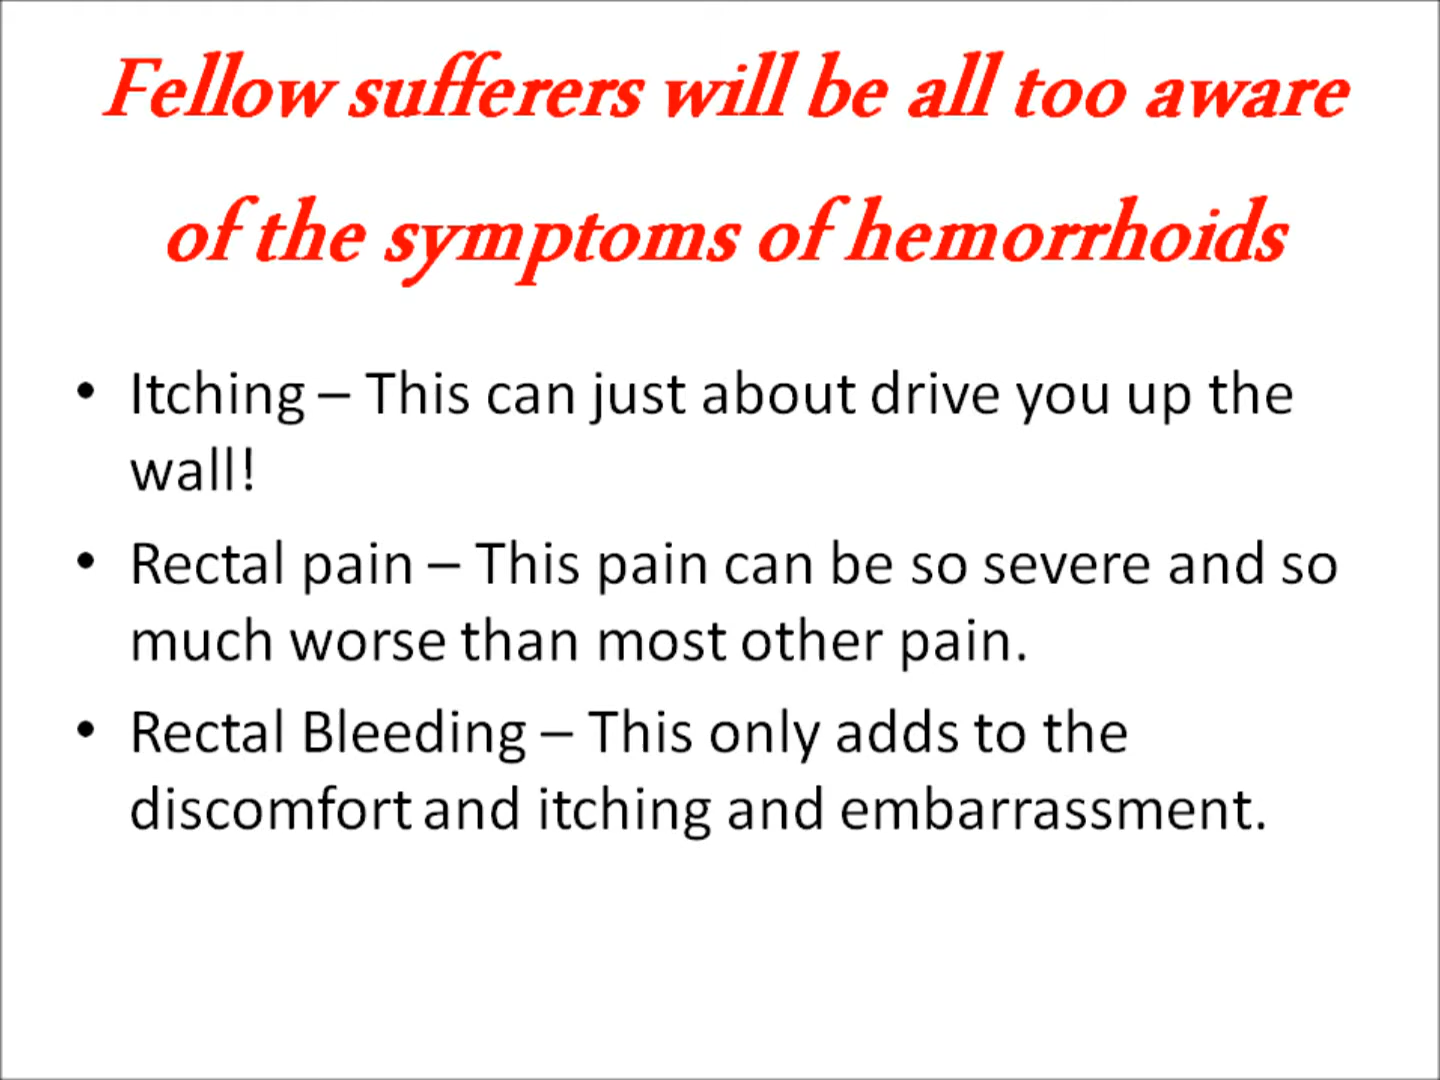 Fellow sufferers will be all too aware
of the symptoms of hemorrhoids
• Itching – This can just about drive you up the
wall!
• Rectal pain – This pain can be so severe and so
much worse than most other pain.
• Rectal Bleeding – This only adds to the
discomfort and itching and embarrassment.